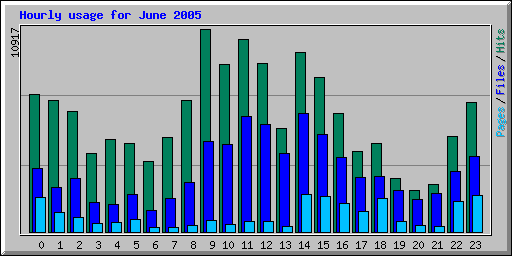 Hourly usage for June 2005
10917
Pages / Files / Hits
0 1 2 3 4 5 6 7 8 9 10 11 12 13 14 15 16 17 18 19 20 21 22 23